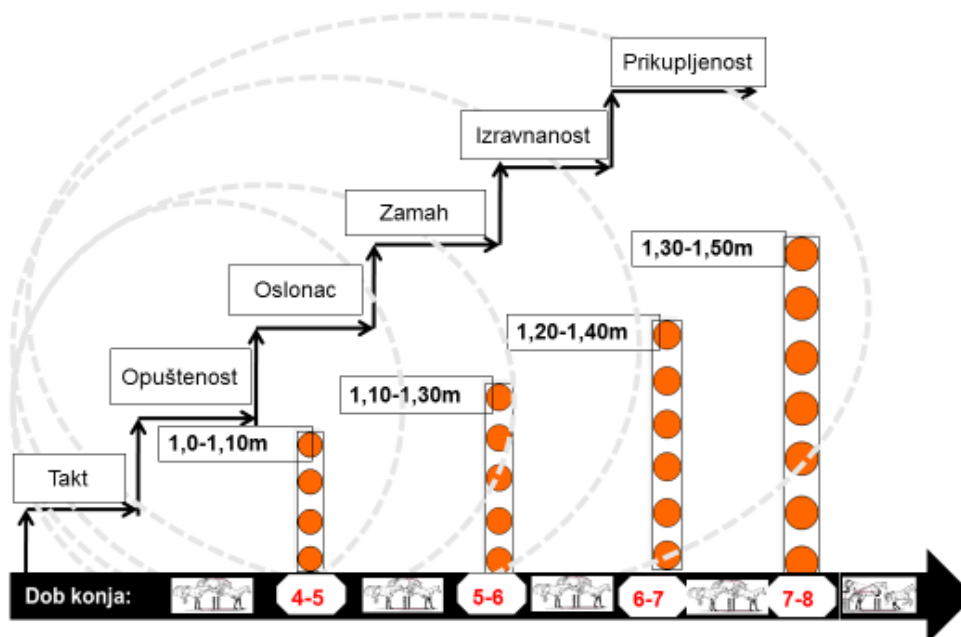 Prikupljenost
Izravnanost
Zamah
1,30-1,50m
Oslonac
1,20-1,40m
Opuštenost
1,10-1,30m
1,0-1,10m
Takt
Dob konja: 4-5 5-6 6-7 7-8